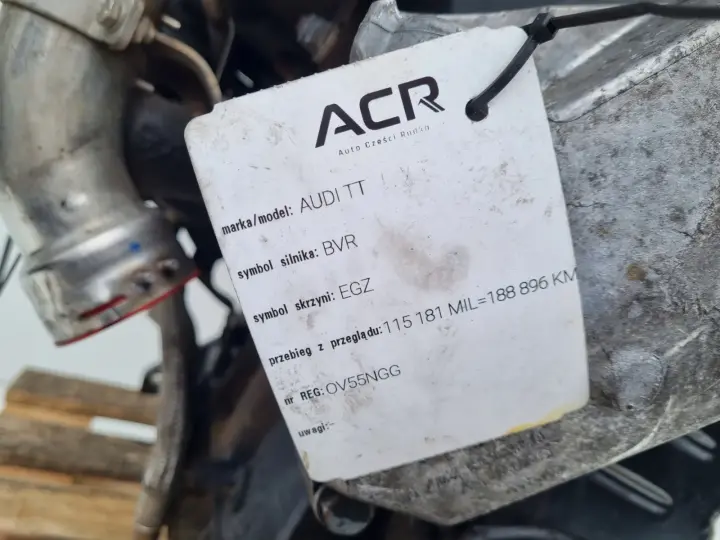 ACR
Auto Części Rudka
marka/model: AUDI TT
symbol silnika: BVR
symbol skrzyni: EGZ
przebieg z przeglądu: 115 181 MIL=188 896 KM
nr REG: OV55NGG
uwagi:-